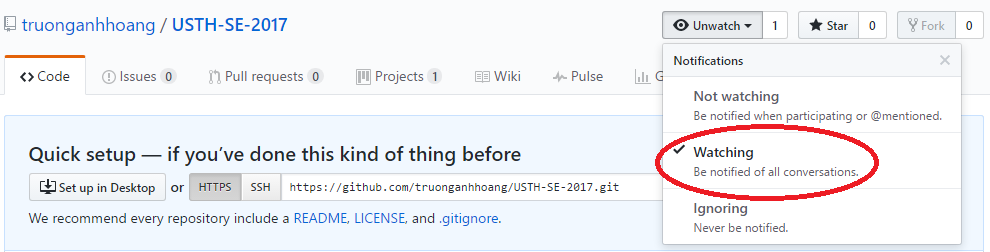 truonganhhoang / USTH-SE-2017
Unwatch 1 Star 0 Fork 0
Code Issues 0 Pull requests 0 Projects 1 Wiki Pulse G
Notifications
Not watching
Be notified when participating or @mentioned.
Watching
Be notified of all conversations.
Ignoring
Never be notified.
Quick setup — if you've done this kind of thing before
Set up in Desktop or HTTPS SSH https://github.com/truonganhhoang/USTH-SE-2017.git
We recommend every repository include a README, LICENSE, and .gitignore.